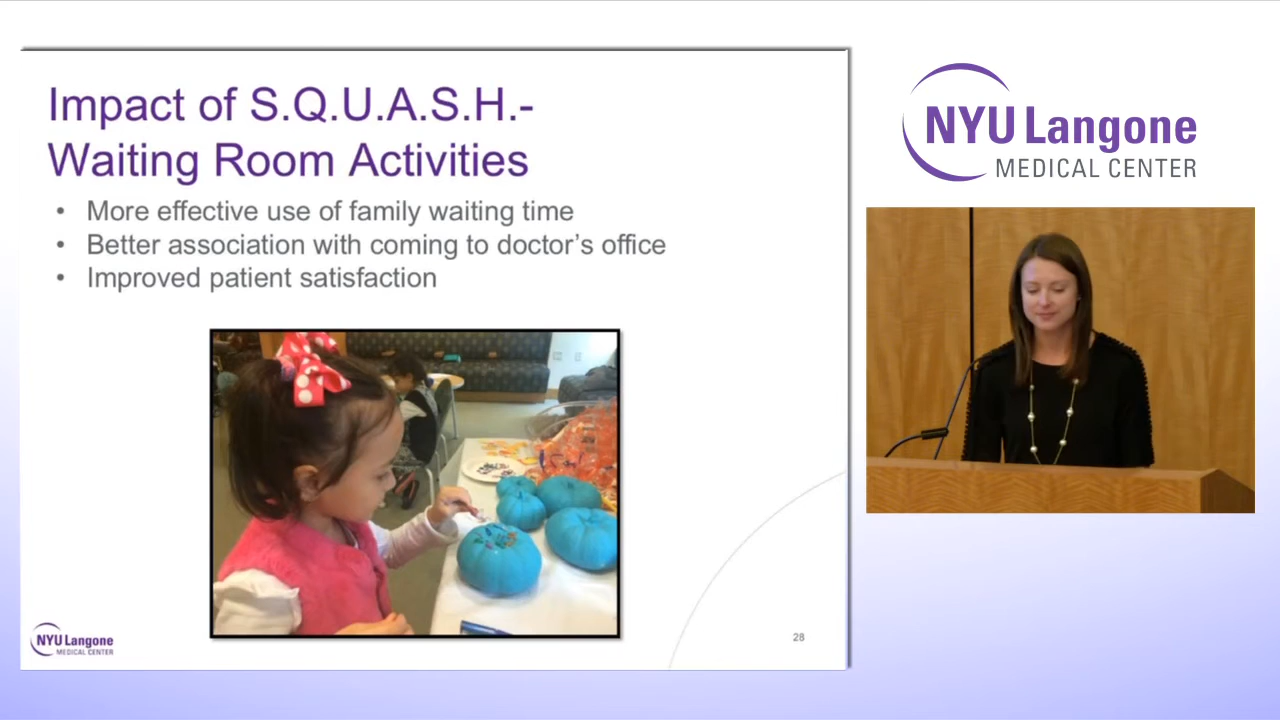 Impact of S.Q.U.A.S.H.-
Waiting Room Activities
• More effective use of family waiting time
• Better association with coming to doctor's office
• Improved patient satisfaction
NYU Langone
MEDICAL CENTER
28
NYU Langone
MEDICAL CENTER